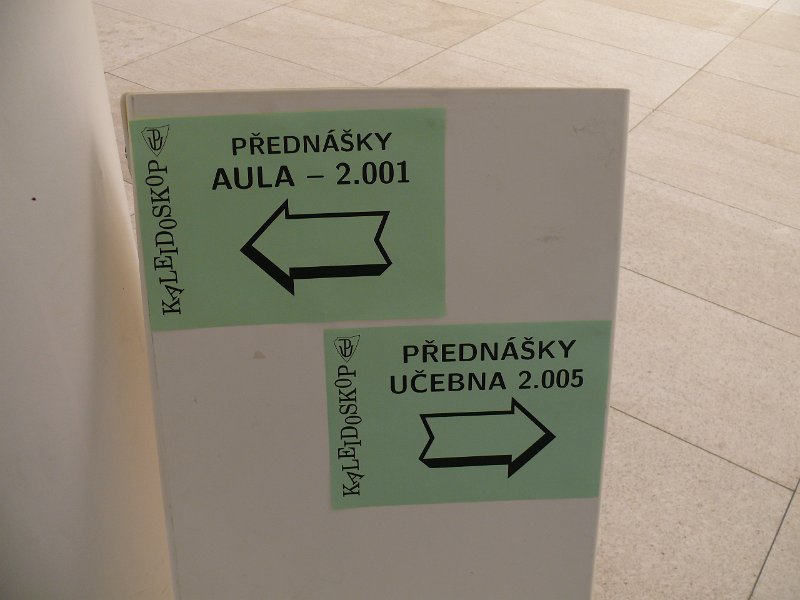 KALEIDOSKOP
PŘEDNÁŠKY
AULA – 2.001
KALEIDOSKOP
PŘEDNÁŠKY
UČEBNA 2.005